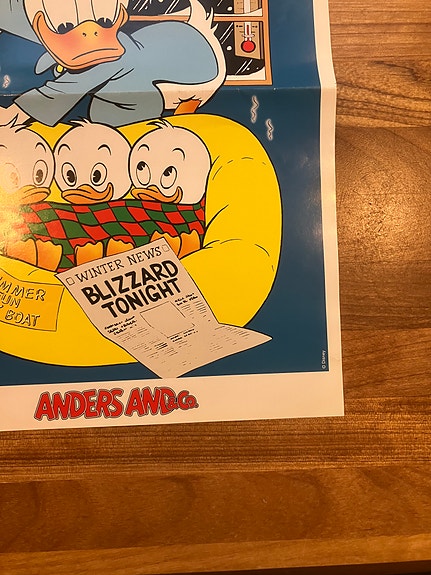 WINTER NEWS
BLIZZARD
TONIGHT
MMER
UN
BOAT
© Disney
ANDERS AND & CO.